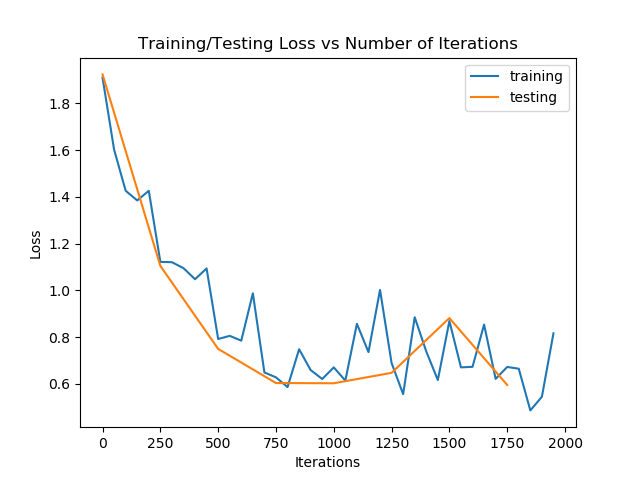 Training/Testing Loss vs Number of Iterations
training
testing
Loss
1.8
1.6
1.4
1.2
1.0
0.8
0.6
0 250 500 750 1000 1250 1500 1750 2000
Iterations